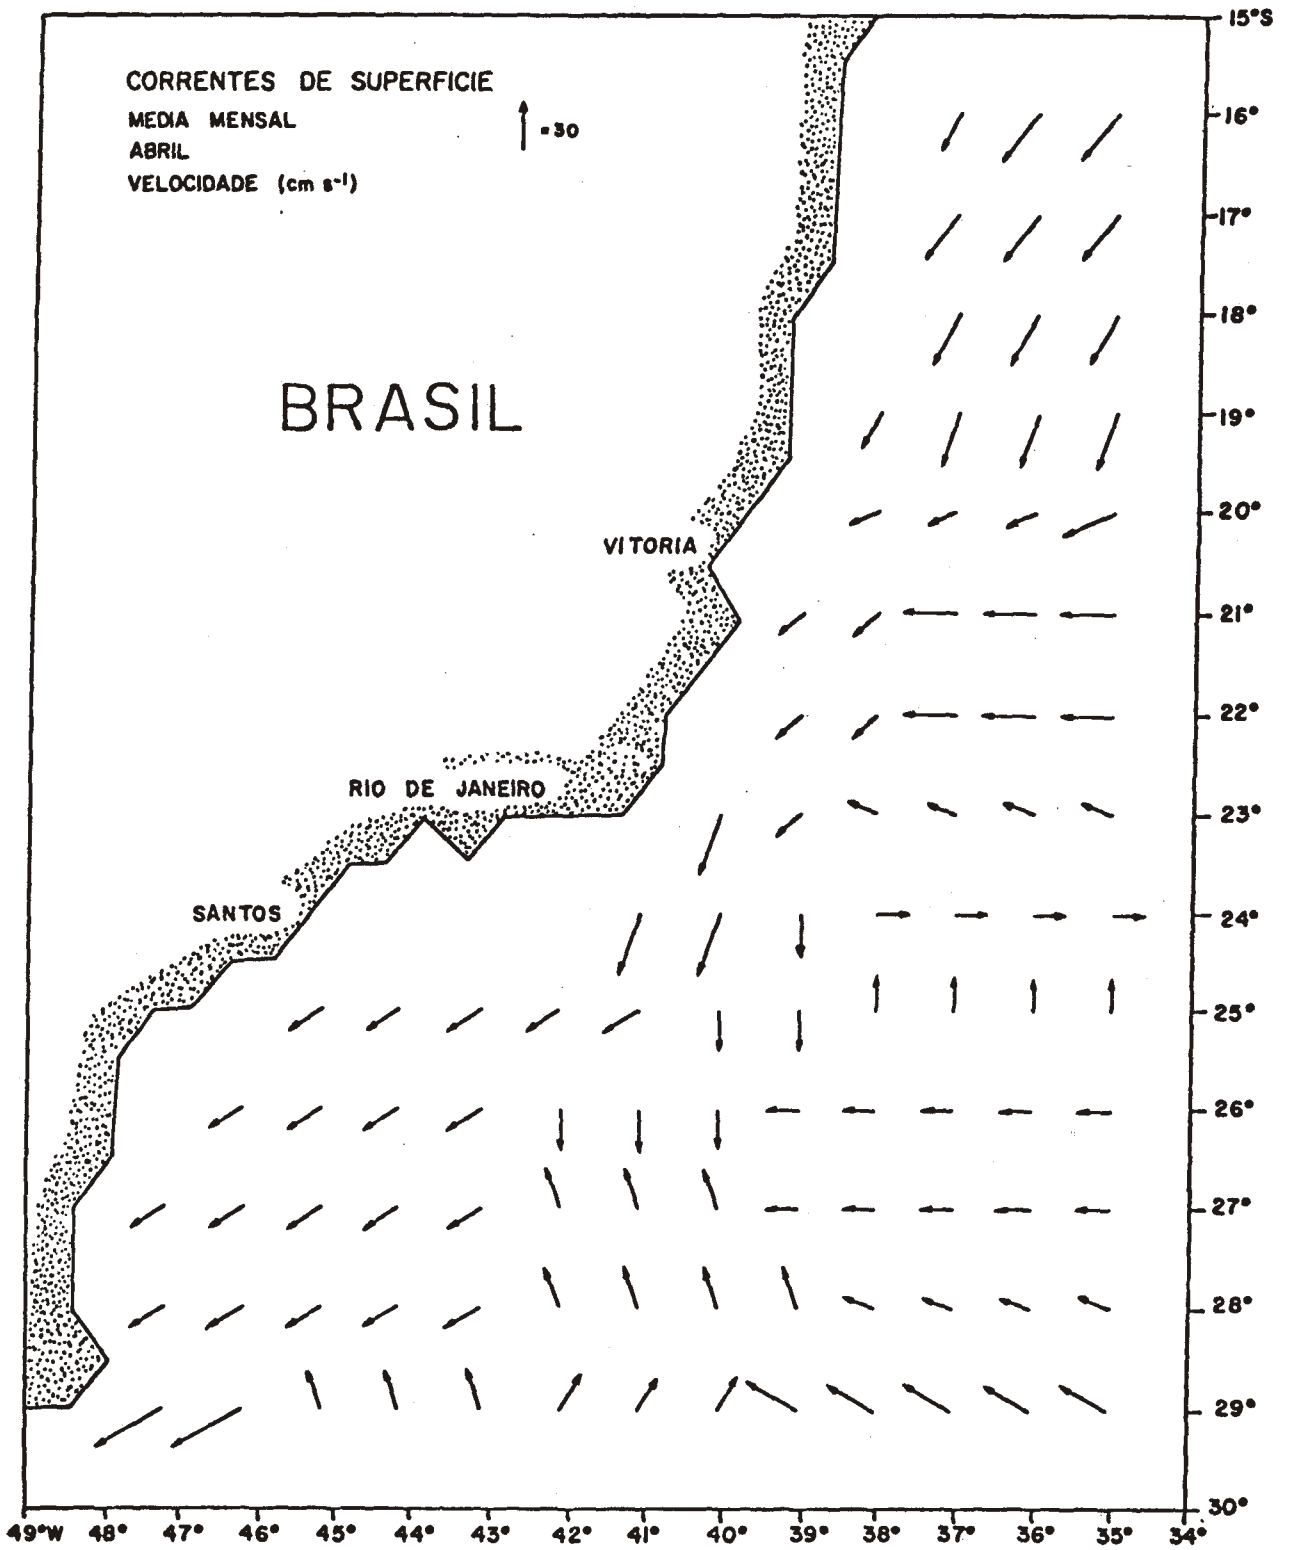 CORRENTES DE SUPERFICIE
MEDIA MENSAL
ABRIL
VELOCIDADE (cm s⁻¹)
=30
BRASIL
VITORIA
RIO DE JANEIRO
SANTOS
15°S
16°
17°
18°
19°
20°
21°
22°
23°
24°
25°
26°
27°
28°
29°
30°
49°W 48° 47° 46° 45° 44° 43° 42° 41° 40° 39° 38° 37° 36° 35° 34°